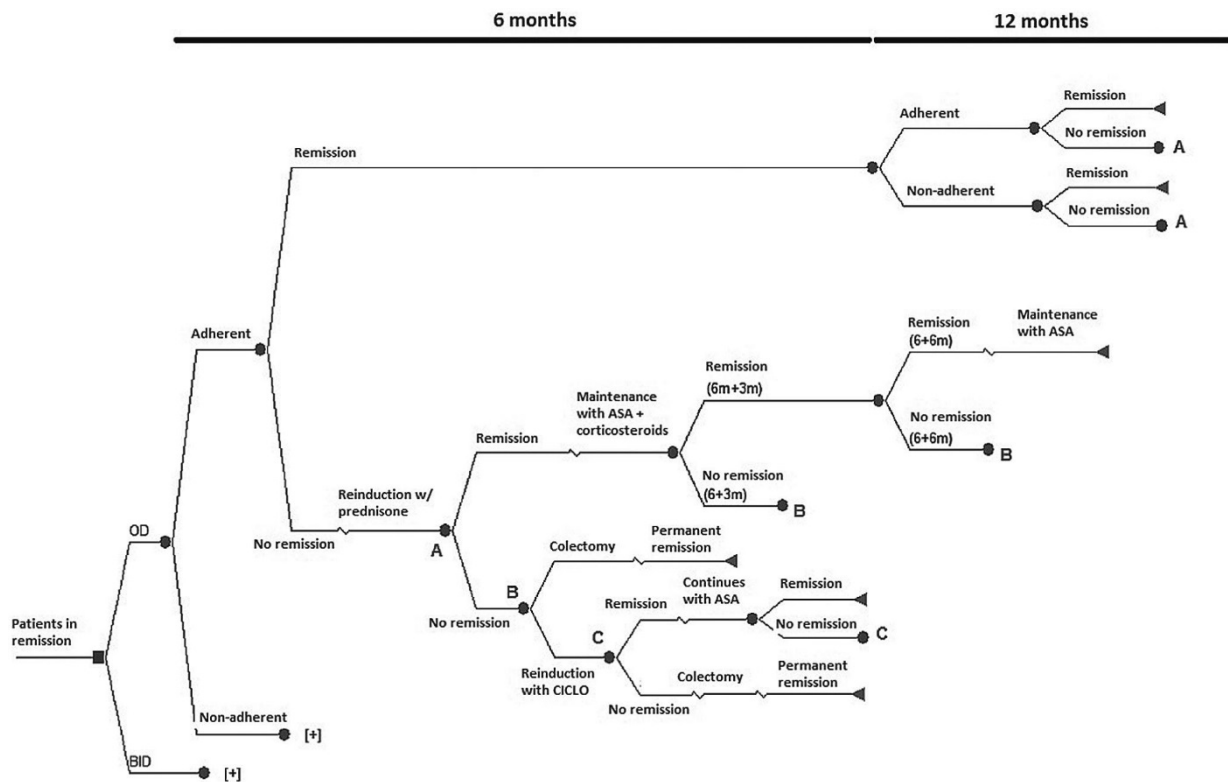 6 months
12 months
Remission
Adherent
No remission
A
Remission
Remission
Non-adherent
No remission
A
Adherent
Remission
(6+6m)
Maintenance
with ASA
Remission
(6m+3m)
Maintenance
with ASA +
corticosteroids
No remission
(6+6m)
B
Remission
No remission
(6+3m)
B
Reinduction w/
prednisone
OD
No remission
A
Colectomy
Permanent
remission
B
Continues
with ASA
Remission
Remission
Patients in
remission
No remission
No remission
C
C
Reinduction
with CICLO
Colectomy
Permanent
remission
No remission
Non-adherent
[+]
BID
[+]